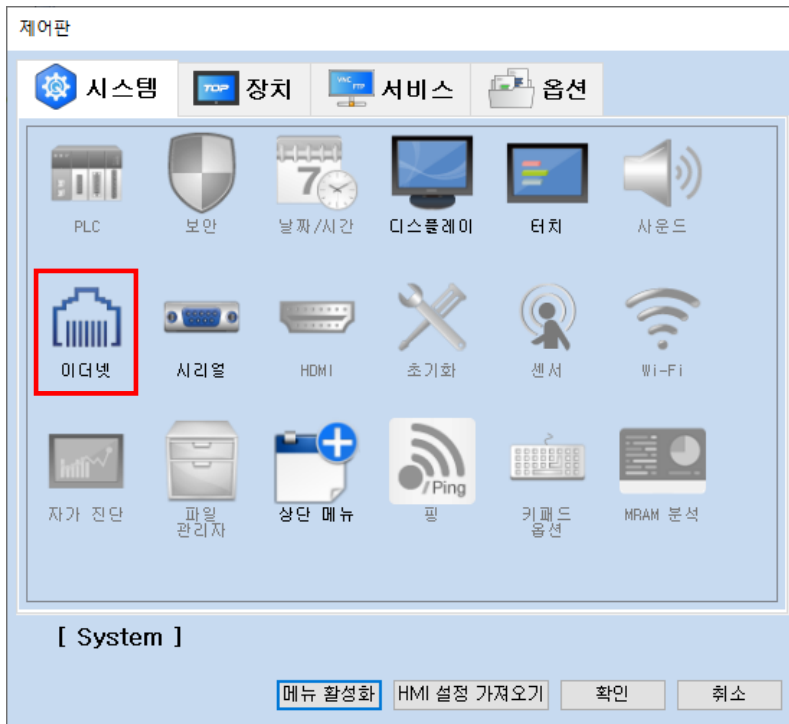 제어판
시스템
TOP
장치
VNC
FTP
서비스
옵션
7
PLC
보안
날짜/시간
디스플레이
터치
사운드
이더넷
시리얼
HDMI
초기화
센서
Wi-Fi
/Ping
자가 진단
파일
관리자
상단 메뉴
핑
키패드
옵션
MRAM 분석
[ System ]
메뉴 활성화
HMI 설정 가져오기
확인
취소